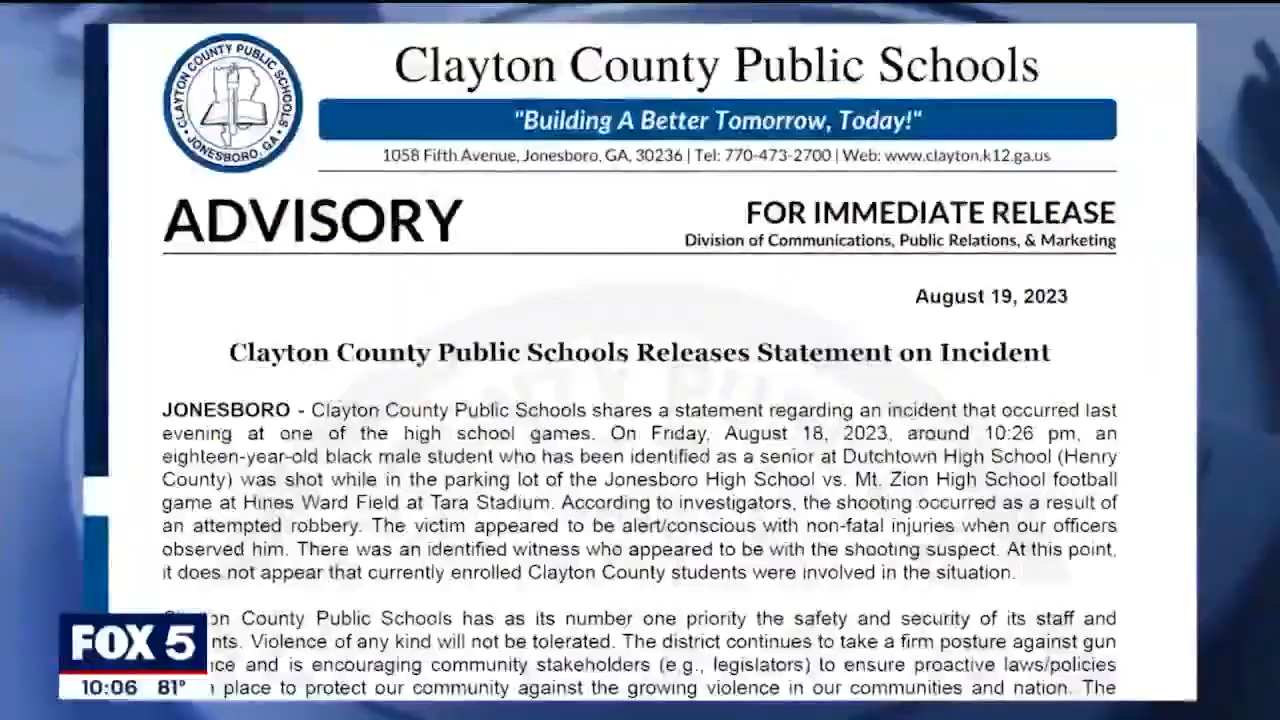 CLAYTON COUNTY PUBLIC SCHOOLS
JONESBORO, GA.
Clayton County Public Schools
"Building A Better Tomorrow, Today!"
1058 Fifth Avenue, Jonesboro, GA, 30236 | Tel: 770-473-2700 | Web: www.clayton.k12.ga.us
ADVISORY
FOR IMMEDIATE RELEASE
Division of Communications, Public Relations, & Marketing
August 19, 2023
Clayton County Public Schools Releases Statement on Incident
JONESBORO - Clayton County Public Schools shares a statement regarding an incident that occurred last
evening at one of the high school games. On Friday, August 18, 2023, around 10:26 pm, an
eighteen-year-old black male student who has been identified as a senior at Dutchtown High School (Henry
County) was shot while in the parking lot of the Jonesboro High School vs. Mt. Zion High School football
game at Hines Ward Field at Tara Stadium. According to investigators, the shooting occurred as a result of
an attempted robbery. The victim appeared to be alert/conscious with non-fatal injuries when our officers
observed him. There was an identified witness who appeared to be with the shooting suspect. At this point,
it does not appear that currently enrolled Clayton County students were involved in the situation.
County Public Schools has as its number one priority the safety and security of its staff and
Violence of any kind will not be tolerated. The district continues to take a firm posture against gun
and is encouraging community stakeholders (e.g., legislators) to ensure proactive laws/policies
place to protect our community against the growing violence in our communities and nation. The
FOX 5
10:06 81°